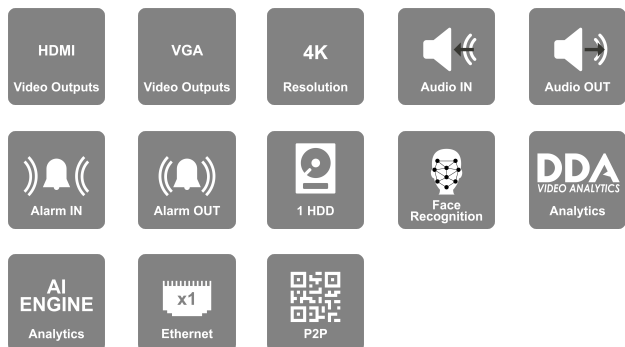 HDMI
Video Outputs
VGA
Video Outputs
4K
Resolution
Audio IN
Audio OUT
Alarm IN
Alarm OUT
1 HDD
Face
Recognition
DDA
VIDEO ANALYTICS
Analytics
AI
ENGINE
Analytics
x1
Ethernet
P2P